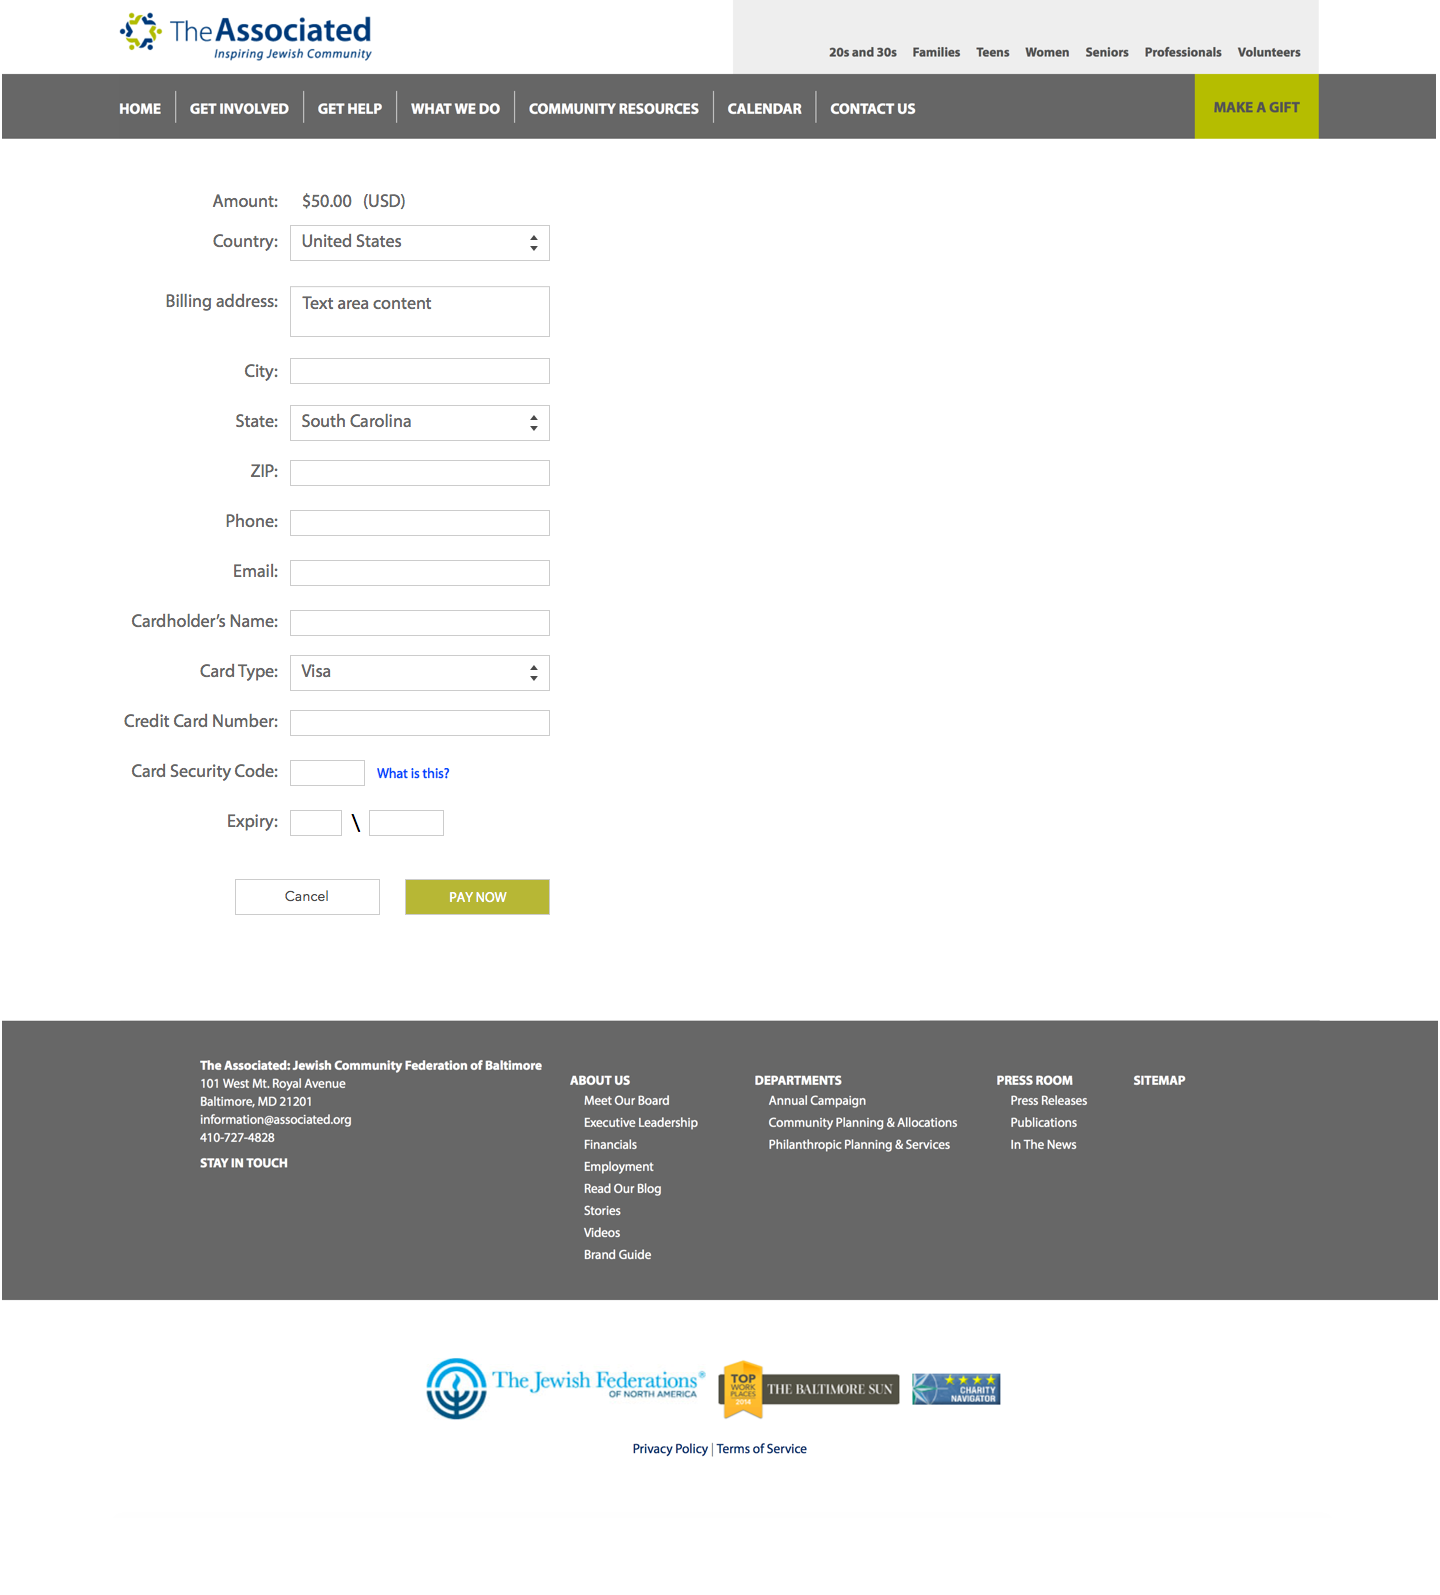 TheAssociated
Inspiring Jewish Community
20s and 30s Families Teens Women Seniors Professionals Volunteers
HOME GET INVOLVED GET HELP WHAT WE DO COMMUNITY RESOURCES CALENDAR CONTACT US MAKE A GIFT
Amount: $50.00 (USD)
Country: United States
Billing address: Text area content
City:
State: South Carolina
ZIP:
Phone:
Email:
Cardholder’s Name:
Card Type: Visa
Credit Card Number:
Card Security Code: What is this?
Expiry: \
Cancel PAY NOW
The Associated: Jewish Community Federation of Baltimore
101 West Mt. Royal Avenue
Baltimore, MD 21201
information@associated.org
410-727-4828
STAY IN TOUCH
ABOUT US
Meet Our Board
Executive Leadership
Financials
Employment
Read Our Blog
Stories
Videos
Brand Guide
DEPARTMENTS
Annual Campaign
Community Planning & Allocations
Philanthropic Planning & Services
PRESS ROOM
Press Releases
Publications
In The News
SITEMAP
The Jewish Federations®
OF NORTH AMERICA
TOP
WORK
PLACES
2014
THE BALTIMORE SUN
CHARITY
NAVIGATOR
Privacy Policy | Terms of Service